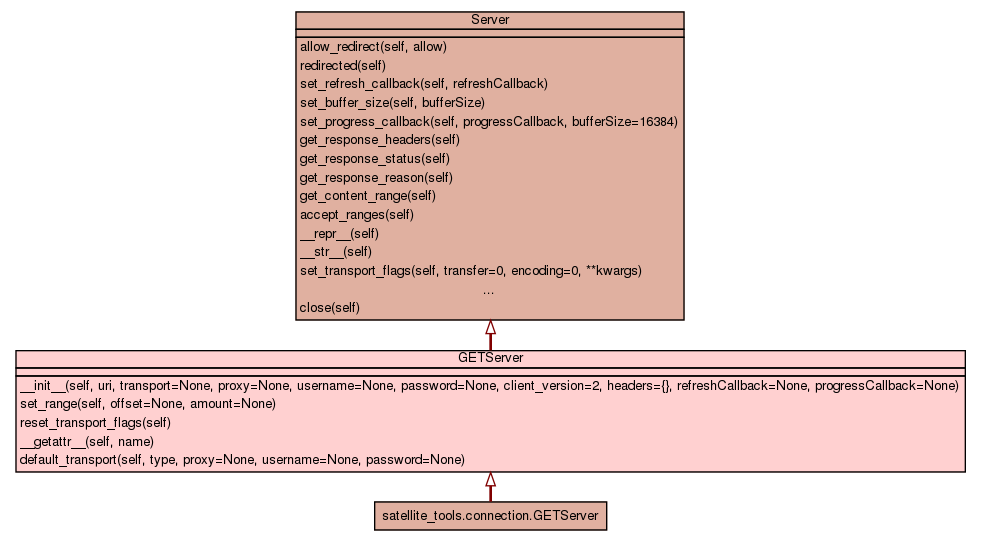 Server
allow_redirect(self, allow)
redirected(self)
set_refresh_callback(self, refreshCallback)
set_buffer_size(self, bufferSize)
set_progress_callback(self, progressCallback, bufferSize=16384)
get_response_headers(self)
get_response_status(self)
get_response_reason(self)
get_content_range(self)
accept_ranges(self)
__repr__(self)
__str__(self)
set_transport_flags(self, transfer=0, encoding=0, **kwargs)
...
close(self)
GETServer
__init__(self, uri, transport=None, proxy=None, username=None, password=None, client_version=2, headers={}, refreshCallback=None, progressCallback=None)
set_range(self, offset=None, amount=None)
reset_transport_flags(self)
__getattr__(self, name)
default_transport(self, type, proxy=None, username=None, password=None)
satellite_tools.connection.GETServer